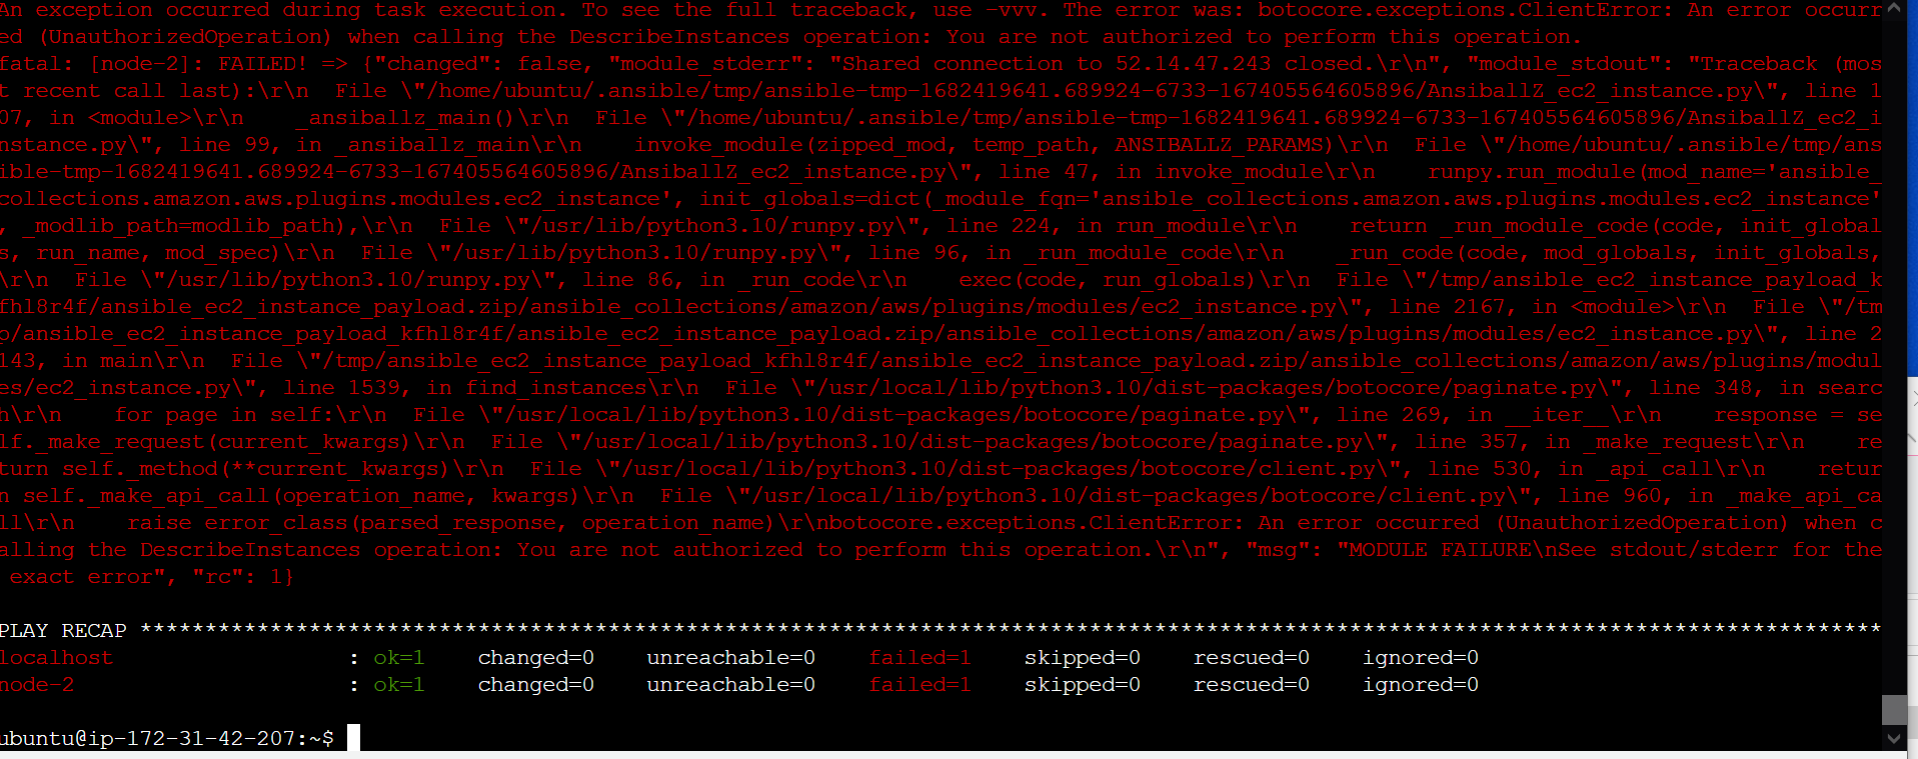 An exception occurred during task execution. To see the full traceback, use -vvv. The error was: botocore.exceptions.ClientError: An error occurr
ed (UnauthorizedOperation) when calling the DescribeInstances operation: You are not authorized to perform this operation.
fatal: [node-2]: FAILED! => {"changed": false, "module_stderr": "Shared connection to 52.14.47.243 closed.\r\n", "module_stdout": "Traceback (mos
t recent call last):\r\n  File \"/home/ubuntu/.ansible/tmp/ansible-tmp-1682419641.689924-6733-167405564605896/AnsiballZ_ec2_instance.py\", line 1
07, in <module>\r\n    _ansiballz_main()\r\n  File \"/home/ubuntu/.ansible/tmp/ansible-tmp-1682419641.689924-6733-167405564605896/AnsiballZ_ec2_i
nstance.py\", line 99, in _ansiballz_main\r\n    invoke_module(zipped_mod, temp_path, ANSIBALLZ_PARAMS)\r\n  File \"/home/ubuntu/.ansible/tmp/ans
ible-tmp-1682419641.689924-6733-167405564605896/AnsiballZ_ec2_instance.py\", line 47, in invoke_module\r\n    runpy.run_module(mod_name='ansible_
collections.amazon.aws.plugins.modules.ec2_instance', init_globals=dict(_module_fqn='ansible_collections.amazon.aws.plugins.modules.ec2_instance'
, _modlib_path=modlib_path),\r\n  File \"/usr/lib/python3.10/runpy.py\", line 224, in run_module\r\n    return _run_module_code(code, init_global
s, run_name, mod_spec)\r\n  File \"/usr/lib/python3.10/runpy.py\", line 96, in _run_module_code\r\n    _run_code(code, mod_globals, init_globals,
\r\n  File \"/usr/lib/python3.10/runpy.py\", line 86, in _run_code\r\n    exec(code, run_globals)\r\n  File \"/tmp/ansible_ec2_instance_payload_k
fhl8r4f/ansible_ec2_instance_payload.zip/ansible_collections/amazon/aws/plugins/modules/ec2_instance.py\", line 2167, in <module>\r\n  File \"/tm
p/ansible_ec2_instance_payload_kfhl8r4f/ansible_ec2_instance_payload.zip/ansible_collections/amazon/aws/plugins/modules/ec2_instance.py\", line 2
143, in main\r\n  File \"/tmp/ansible_ec2_instance_payload_kfhl8r4f/ansible_ec2_instance_payload.zip/ansible_collections/amazon/aws/plugins/modul
es/ec2_instance.py\", line 1539, in find_instances\r\n  File \"/usr/local/lib/python3.10/dist-packages/botocore/paginate.py\", line 348, in searc
h\r\n    for page in self:\r\n  File \"/usr/local/lib/python3.10/dist-packages/botocore/paginate.py\", line 269, in __iter__\r\n    response = se
lf._make_request(current_kwargs)\r\n  File \"/usr/local/lib/python3.10/dist-packages/botocore/paginate.py\", line 357, in _make_request\r\n    re
turn self._method(**current_kwargs)\r\n  File \"/usr/local/lib/python3.10/dist-packages/botocore/client.py\", line 530, in _api_call\r\n    retur
n self._make_api_call(operation_name, kwargs)\r\n  File \"/usr/local/lib/python3.10/dist-packages/botocore/client.py\", line 960, in _make_api_ca
ll\r\n    raise error_class(parsed_response, operation_name)\r\nbotocore.exceptions.ClientError: An error occurred (UnauthorizedOperation) when c
alling the DescribeInstances operation: You are not authorized to perform this operation.\r\n", "msg": "MODULE FAILURE\nSee stdout/stderr for the
 exact error", "rc": 1}
PLAY RECAP **************************************************************************************************************************************
localhost                  : ok=1    changed=0    unreachable=0    failed=1    skipped=0    rescued=0    ignored=0
node-2                     : ok=1    changed=0    unreachable=0    failed=1    skipped=0    rescued=0    ignored=0
ubuntu@ip-172-31-42-207:~$